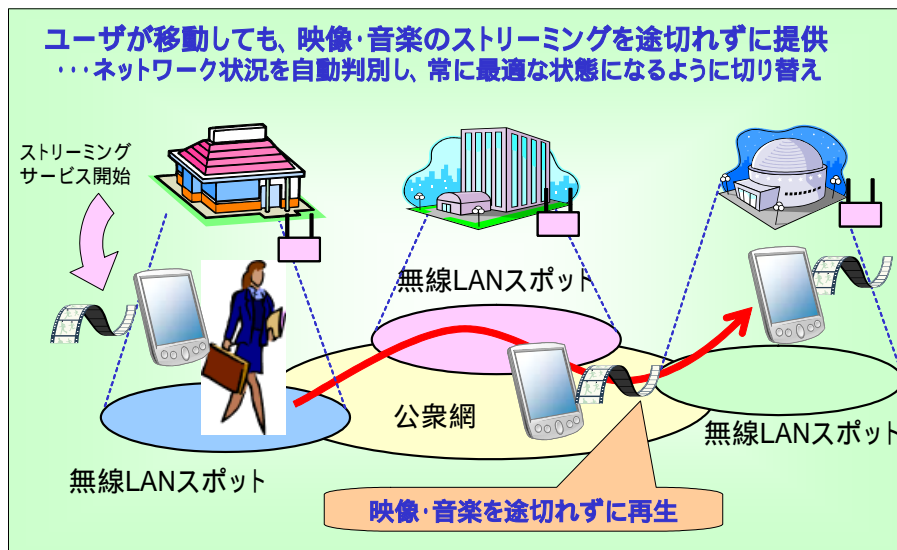 ユーザが移動しても、映像・音楽のストリーミングを途切れずに提供
・・・ネットワーク状況を自動判別し、常に最適な状態になるように切り替え
ストリーミング
サービス開始
無線LANスポット
公衆網
無線LANスポット
無線LANスポット
映像・音楽を途切れずに再生